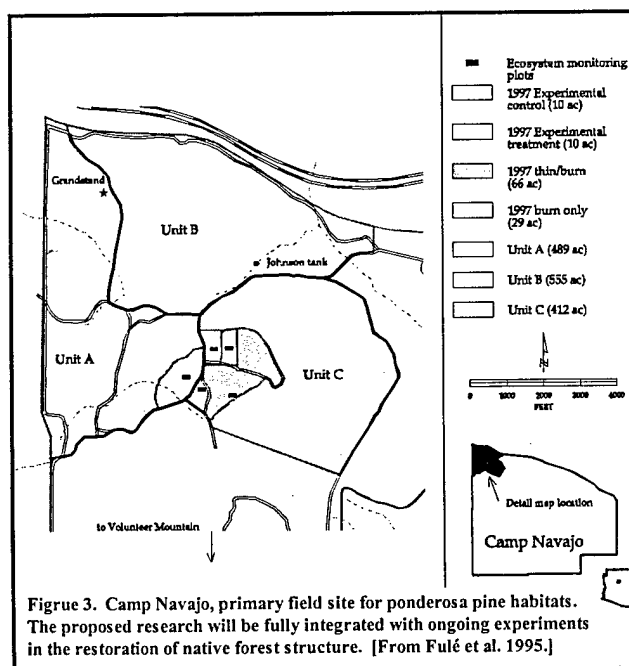 Ecosystem monitoring
plots
1997 Experimental
control (10 ac)
1997 Experimental
treatment (10 ac)
1997 thin/burn
(66 ac)
1997 burn only
(29 ac)
Unit A (489 ac)
Unit B (555 ac)
Unit C (412 ac)
Grandstand
Unit B
Johnson tank
Unit A
Unit C
to Volunteer Mountain
0 1000 2000 3000 4000
FEET
Detail map location
Camp Navajo
Figrue 3. Camp Navajo, primary field site for ponderosa pine habitats.
The proposed research will be fully integrated with ongoing experiments
in the restoration of native forest structure. [From Fulé et al. 1995.]